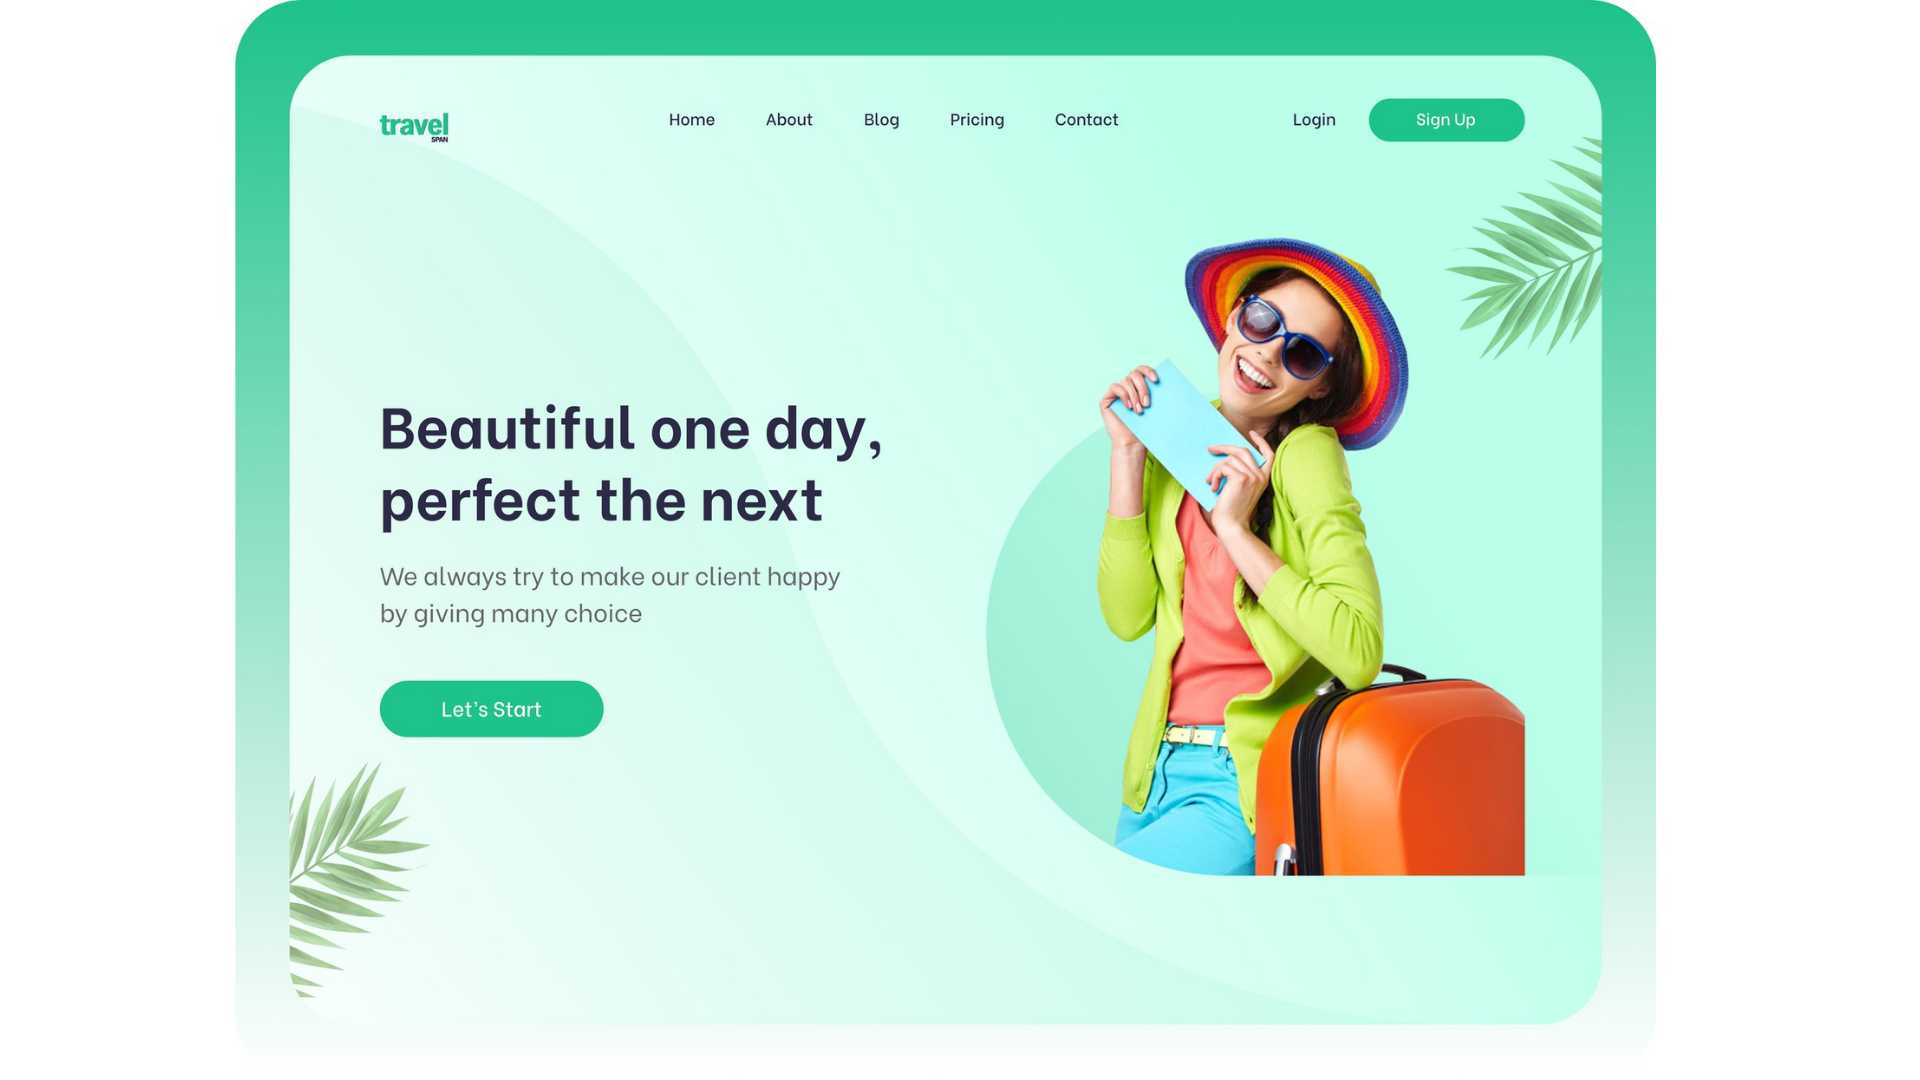 travel
SPAN
Home About Blog Pricing Contact Login Sign Up
Beautiful one day,
perfect the next
We always try to make our client happy
by giving many choice
Let's Start